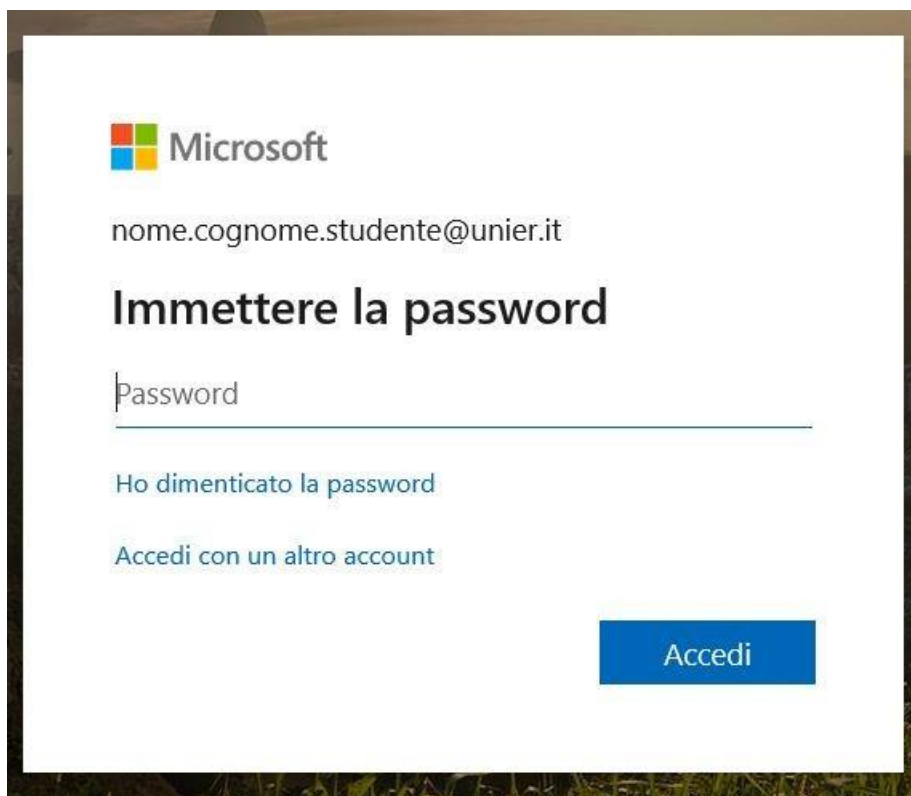 Microsoft
nome.cognome.studente@unier.it
Immettere la password
Password
Ho dimenticato la password
Accedi con un altro account
Accedi